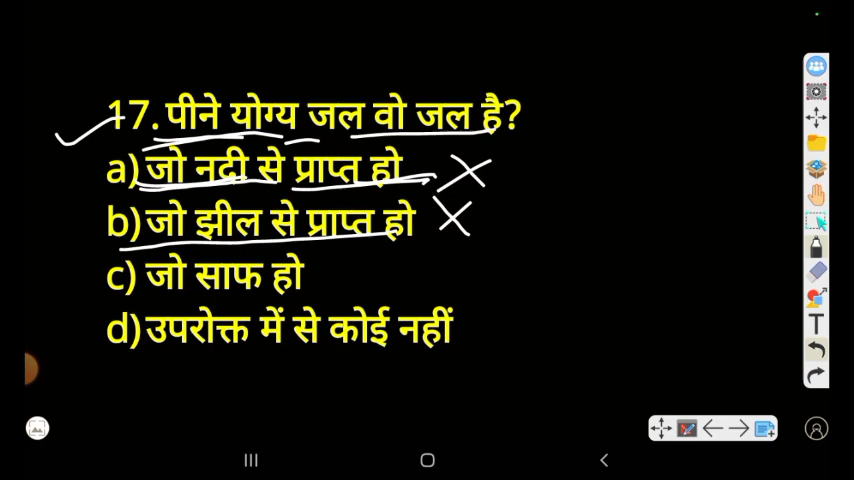 17. पीने योग्य जल वो जल है?
a) जो नदी से प्राप्त हो
b) जो झील से प्राप्त हो
c) जो साफ हो
d) उपरोक्त में से कोई नहीं